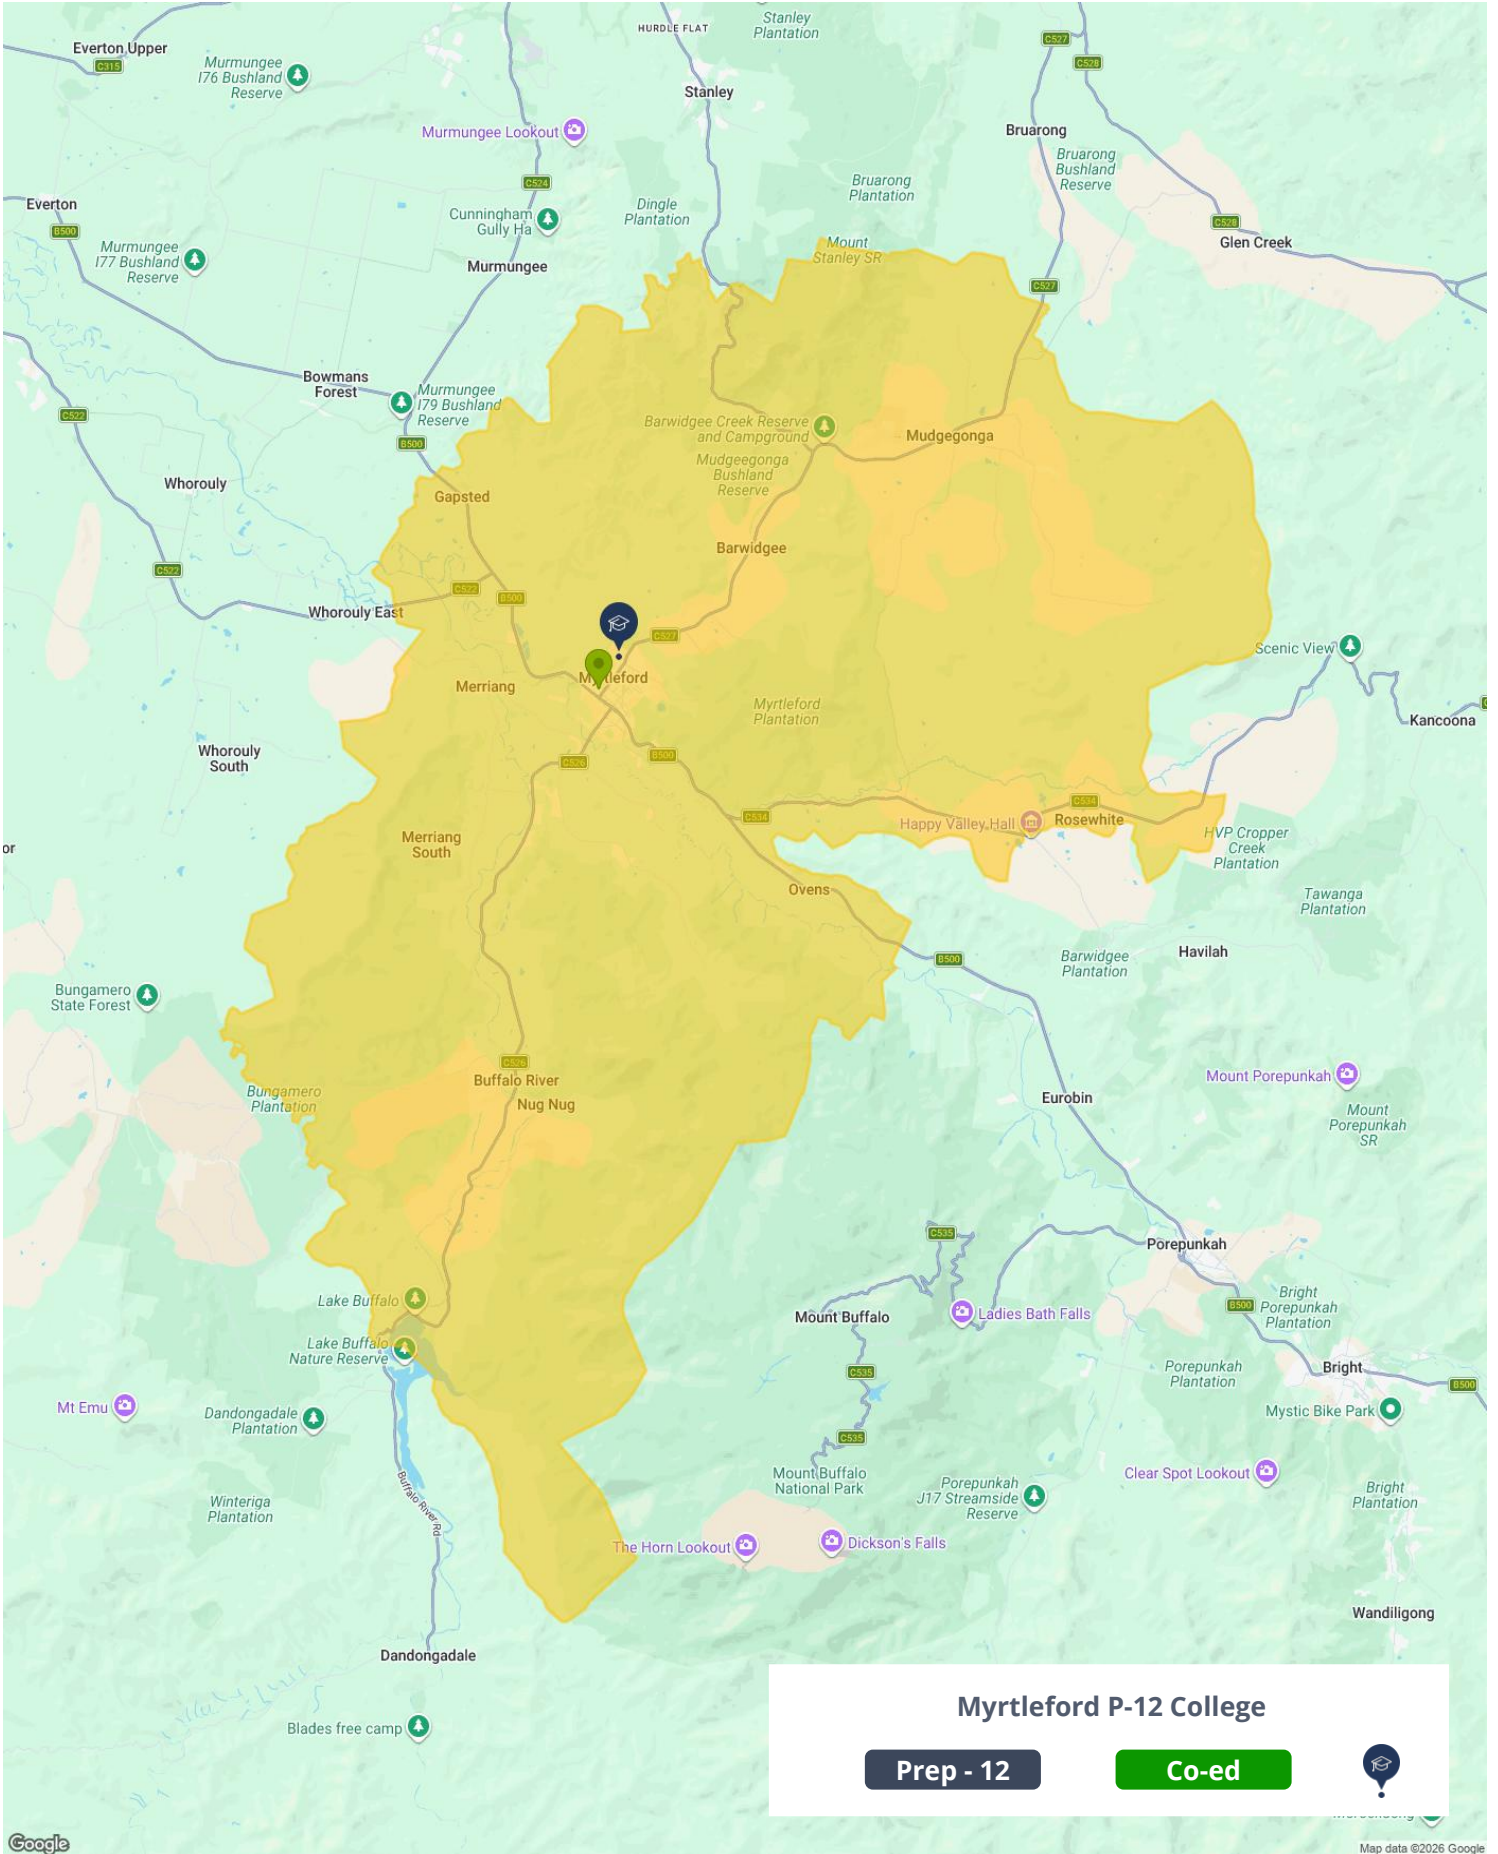 HURDLE FLAT
Stanley
Plantation
Everton Upper
C315
Murmungee
I76 Bushland
Reserve
C527
C528
Stanley
Murmungee Lookout
Bruarong
Bruarong
Bushland
Reserve
C524
Bruarong
Plantation
Everton
B500
Cunningham
Gully Ha
Dingle
Plantation
C528
Glen Creek
Murmungee
I77 Bushland
Reserve
Murmungee
Mount
Stanley SR
C527
Bowmans
Forest
Murmungee
I79 Bushland
Reserve
C522
B500
Barwidgee Creek Reserve
and Campground
Mudgegonga
Mudgeegonga
Bushland
Reserve
Whorouly
Gapsted
Barwidgee
C522
C522
B500
Whorouly East
C527
Scenic View
Merriang
Myrtleford
Myrtleford
Plantation
Kancoona
Whorouly
South
C526
B500
C534
C534
Happy Valley Hall
Rosewhite
Merriang
South
or
HVP Cropper
Creek
Plantation
Ovens
Tawanga
Plantation
Havilah
B500
Barwidgee
Plantation
Bungamero
State Forest
C526
Buffalo River
Nug Nug
Bungamero
Plantation
Mount Porepunkah
Eurobin
Mount
Porepunkah
SR
C535
Porepunkah
Lake Buffalo
Mount Buffalo
Ladies Bath Falls
B500
Bright
Porepunkah
Plantation
Lake Buffalo
Nature Reserve
C535
Porepunkah
Plantation
Bright
B500
Mt Emu
Dandongadale
Plantation
Mystic Bike Park
C535
Mount Buffalo
National Park
Clear Spot Lookout
Porepunkah
J17 Streamside
Reserve
Bright
Plantation
Winteriga
Plantation
Buffalo River Rd
The Horn Lookout
Dickson's Falls
Wandiligong
Dandongadale
Blades free camp
Myrtleford P-12 College
Prep - 12
Co-ed
Google
Map data ©2026 Google